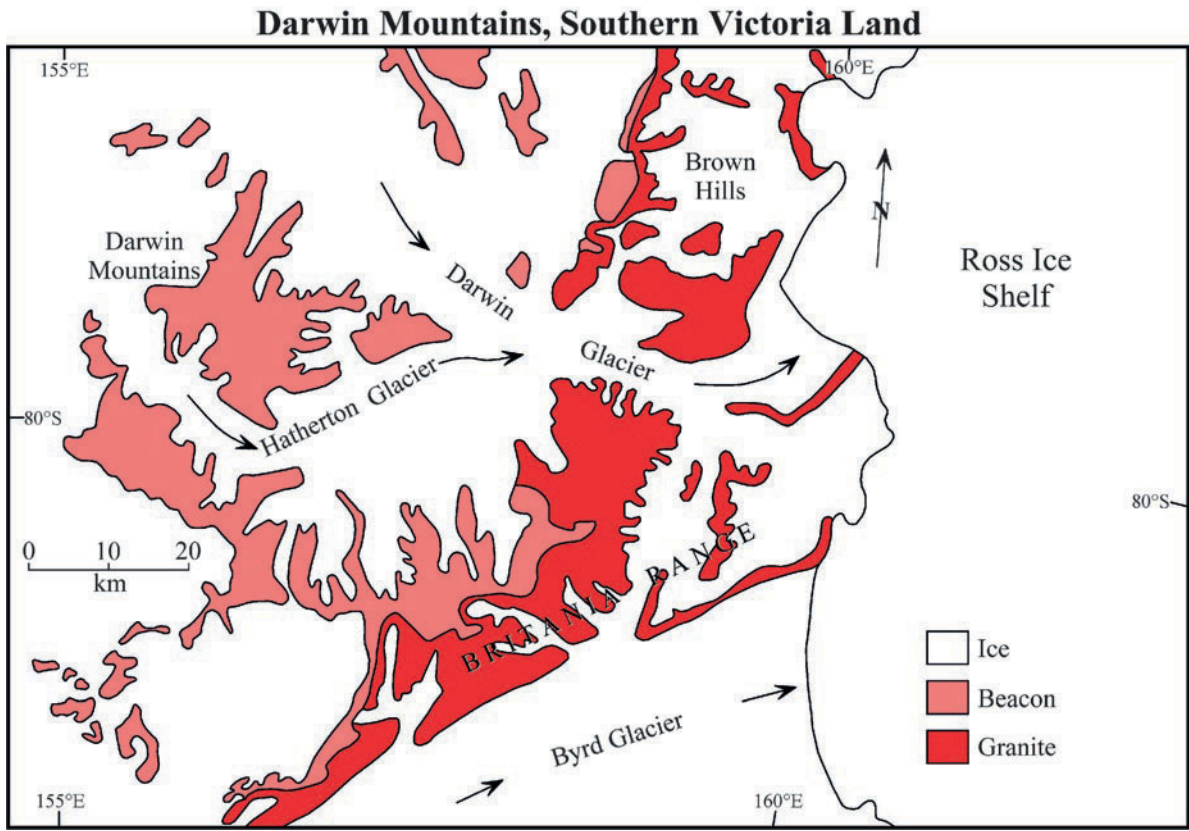 Darwin Mountains, Southern Victoria Land
155°E
160°E
Brown
Hills
N
Darwin
Mountains
Ross Ice
Shelf
Darwin
Glacier
Hatherton Glacier
80°S
80°S
0 10 20
km
BRITANIA RANGE
Ice
Beacon
Granite
Byrd Glacier
155°E
160°E